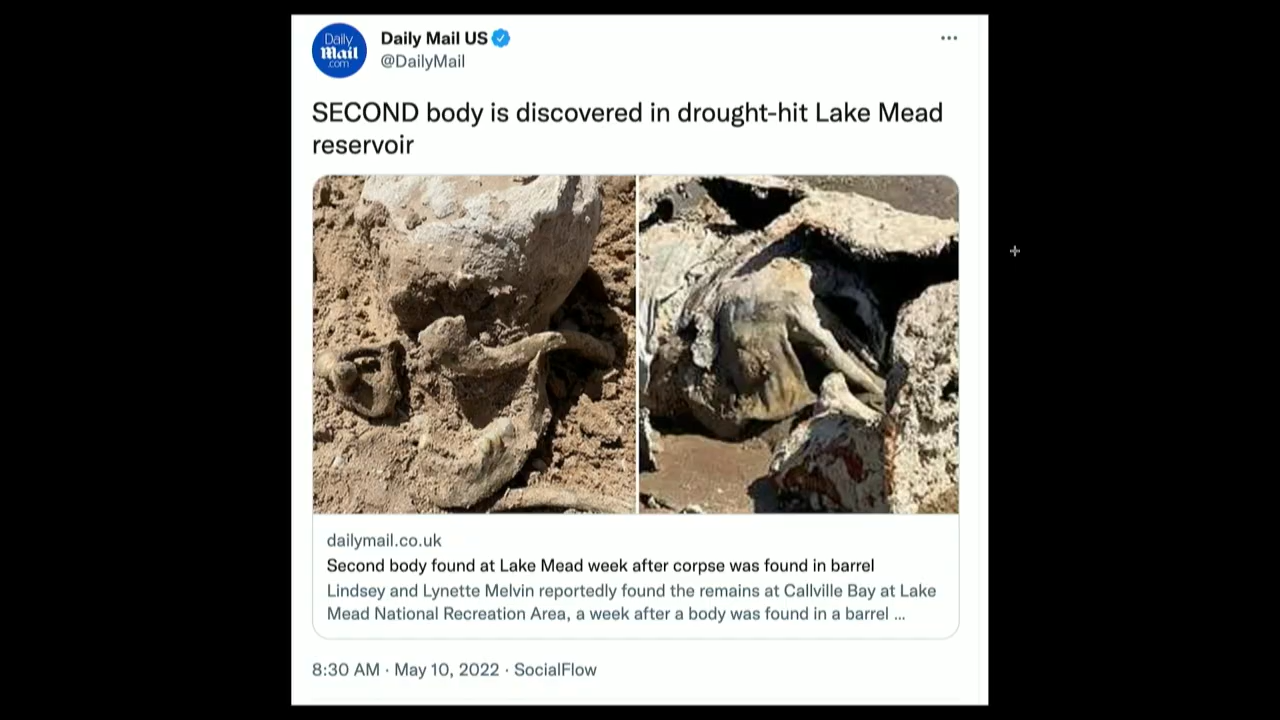 Daily
Mail
.com
Daily Mail US
@DailyMail
SECOND body is discovered in drought-hit Lake Mead
reservoir
dailymail.co.uk
Second body found at Lake Mead week after corpse was found in barrel
Lindsey and Lynette Melvin reportedly found the remains at Callville Bay at Lake
Mead National Recreation Area, a week after a body was found in a barrel ...
8:30 AM · May 10, 2022 · SocialFlow